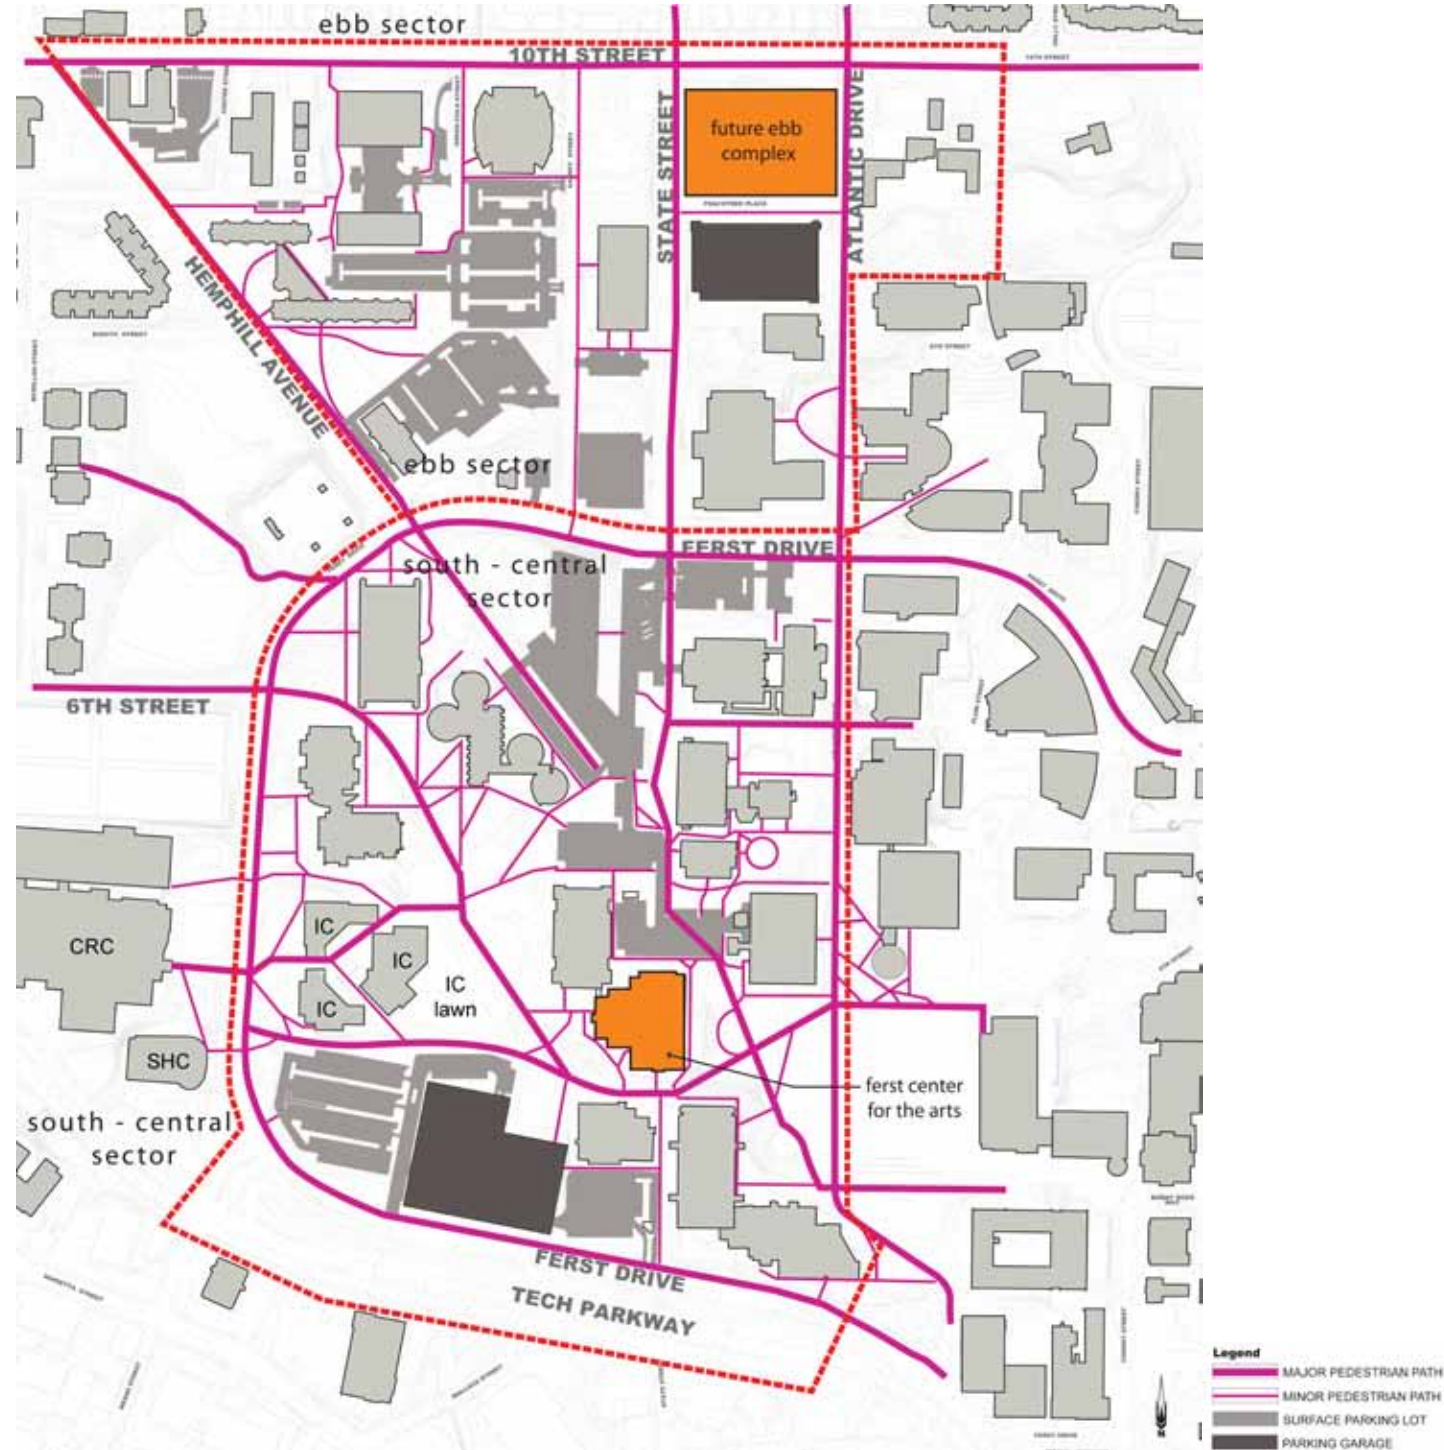 ebb sector
10TH STREET
10TH STREET
future ebb
complex
STATE STREET
ATLANTIC DRIVE
HEMPHILL AVENUE
ebb sector
south - central
sector
FERST DRIVE
6TH STREET
IC
CRC
IC
IC
lawn
IC
SHC
ferst center
for the arts
south - central
sector
FERST DRIVE
TECH PARKWAY
Legend
MAJOR PEDESTRIAN PATH
MINOR PEDESTRIAN PATH
SURFACE PARKING LOT
PARKING GARAGE